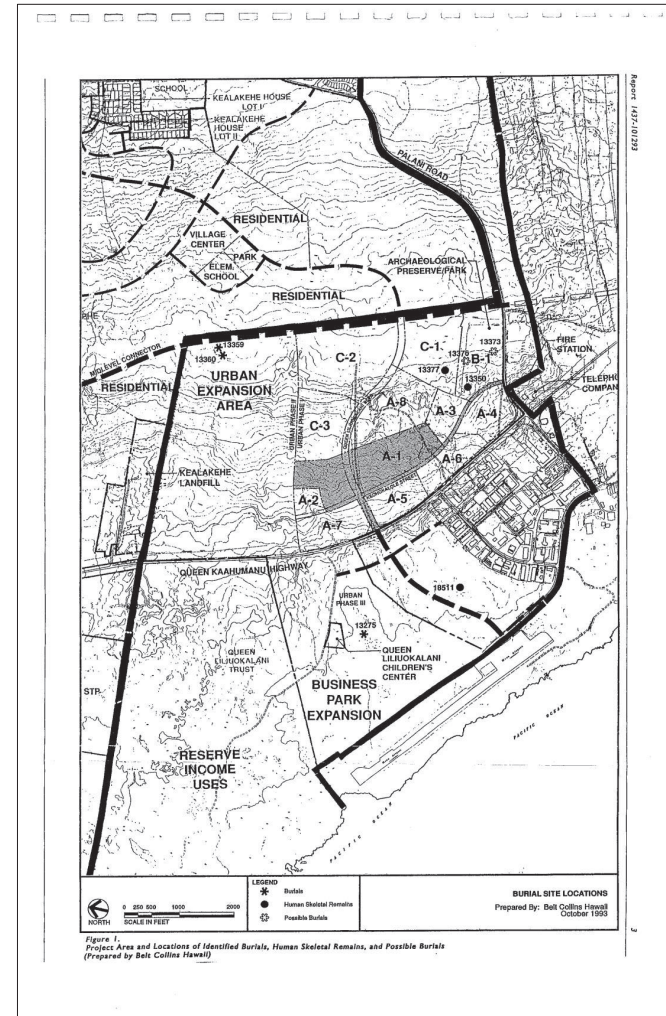 Report 1437-101293
SCHOOL
KEALAKEHE HOUSE
LOT I
KEALAKEHE
HOUSE
LOT II
PALANI ROAD
RESIDENTIAL
VILLAGE
CENTER
PARK
ELEM.
SCHOOL
ARCHAEOLOGICAL
PRESERVE/PARK
RESIDENTIAL
MIDLEVEL CONNECTOR
13359
13360
C-2
C-1
13378
13373
B-1
13377
13350
FIRE
STATION
TELEPH
COMPAN
RESIDENTIAL
URBAN
EXPANSION
AREA
URBAN PHASE II
URBAN PHASE I
C-3
A-8
A-3
A-4
A-1
A-6
KEALAKEHE
LANDFILL
A-2
A-5
A-7
QUEEN KAAHUMANU HIGHWAY
18511
URBAN
PHASE III
13275
QUEEN
LILIUOKALANI
TRUST
QUEEN
LILIUOKALANI
CHILDREN'S
CENTER
STP
BUSINESS
PARK
EXPANSION
RESERVE
INCOME
USES
PACIFIC OCEAN
PACIFIC OCEAN
NORTH
0 250 500 1000 2000
SCALE IN FEET
LEGEND
Burials
Human Skeletal Remains
Possible Burials
BURIAL SITE LOCATIONS
Prepared By: Belt Collins Hawaii
October 1993
3
Figure 1.
Project Area and Locations of Identified Burials, Human Skeletal Remains, and Possible Burials
(Prepared by Belt Collins Hawaii)